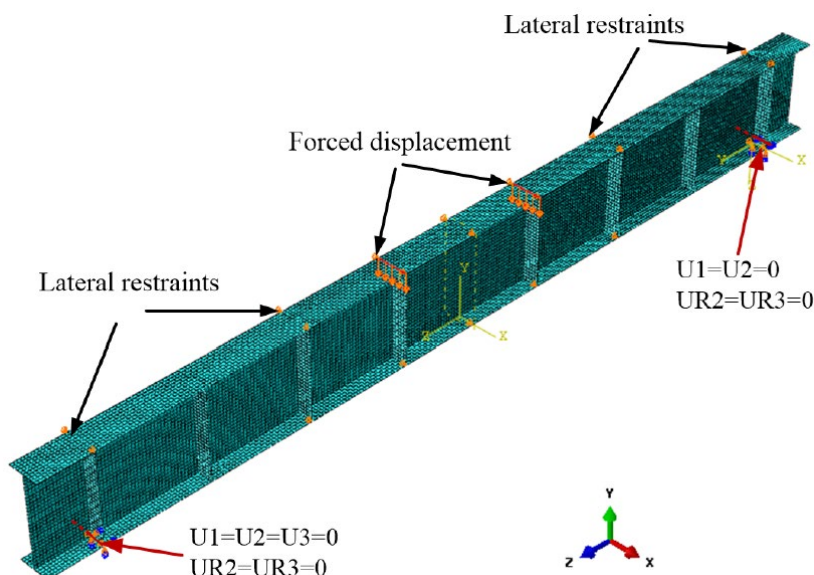 Lateral restraints
Forced displacement
Lateral restraints
U1=U2=0
UR2=UR3=0
U1=U2=U3=0
UR2=UR3=0
Y
Z
X
Y
X
Z
Y
Z
X